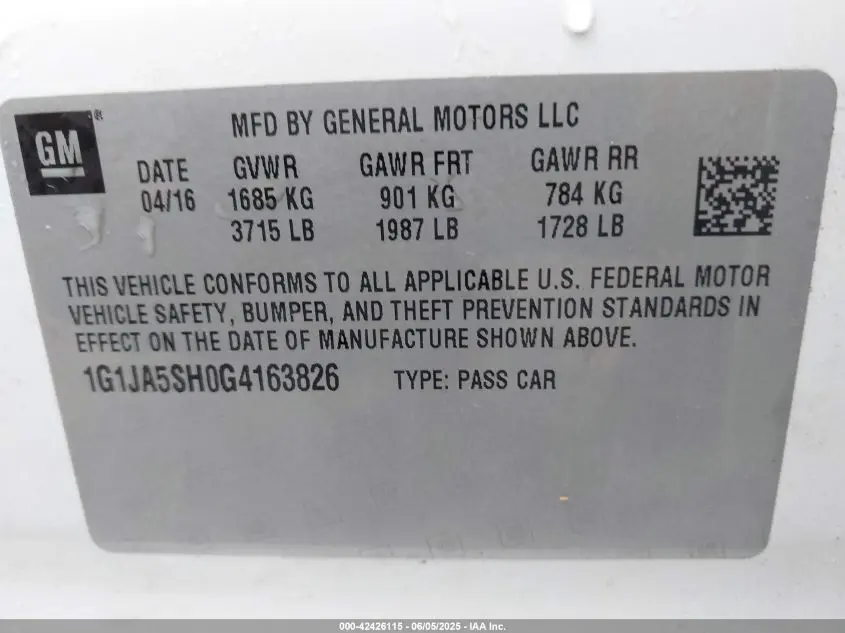 GM®
MFD BY GENERAL MOTORS LLC
DATE GVWR GAWR FRT GAWR RR
04/16 1685 KG 901 KG 784 KG
3715 LB 1987 LB 1728 LB
THIS VEHICLE CONFORMS TO ALL APPLICABLE U.S. FEDERAL MOTOR
VEHICLE SAFETY, BUMPER, AND THEFT PREVENTION STANDARDS IN
EFFECT ON THE DATE OF MANUFACTURE SHOWN ABOVE.
1G1JA5SH0G4163826 TYPE: PASS CAR
000-42426115 - 06/05/2025 - IAA Inc.